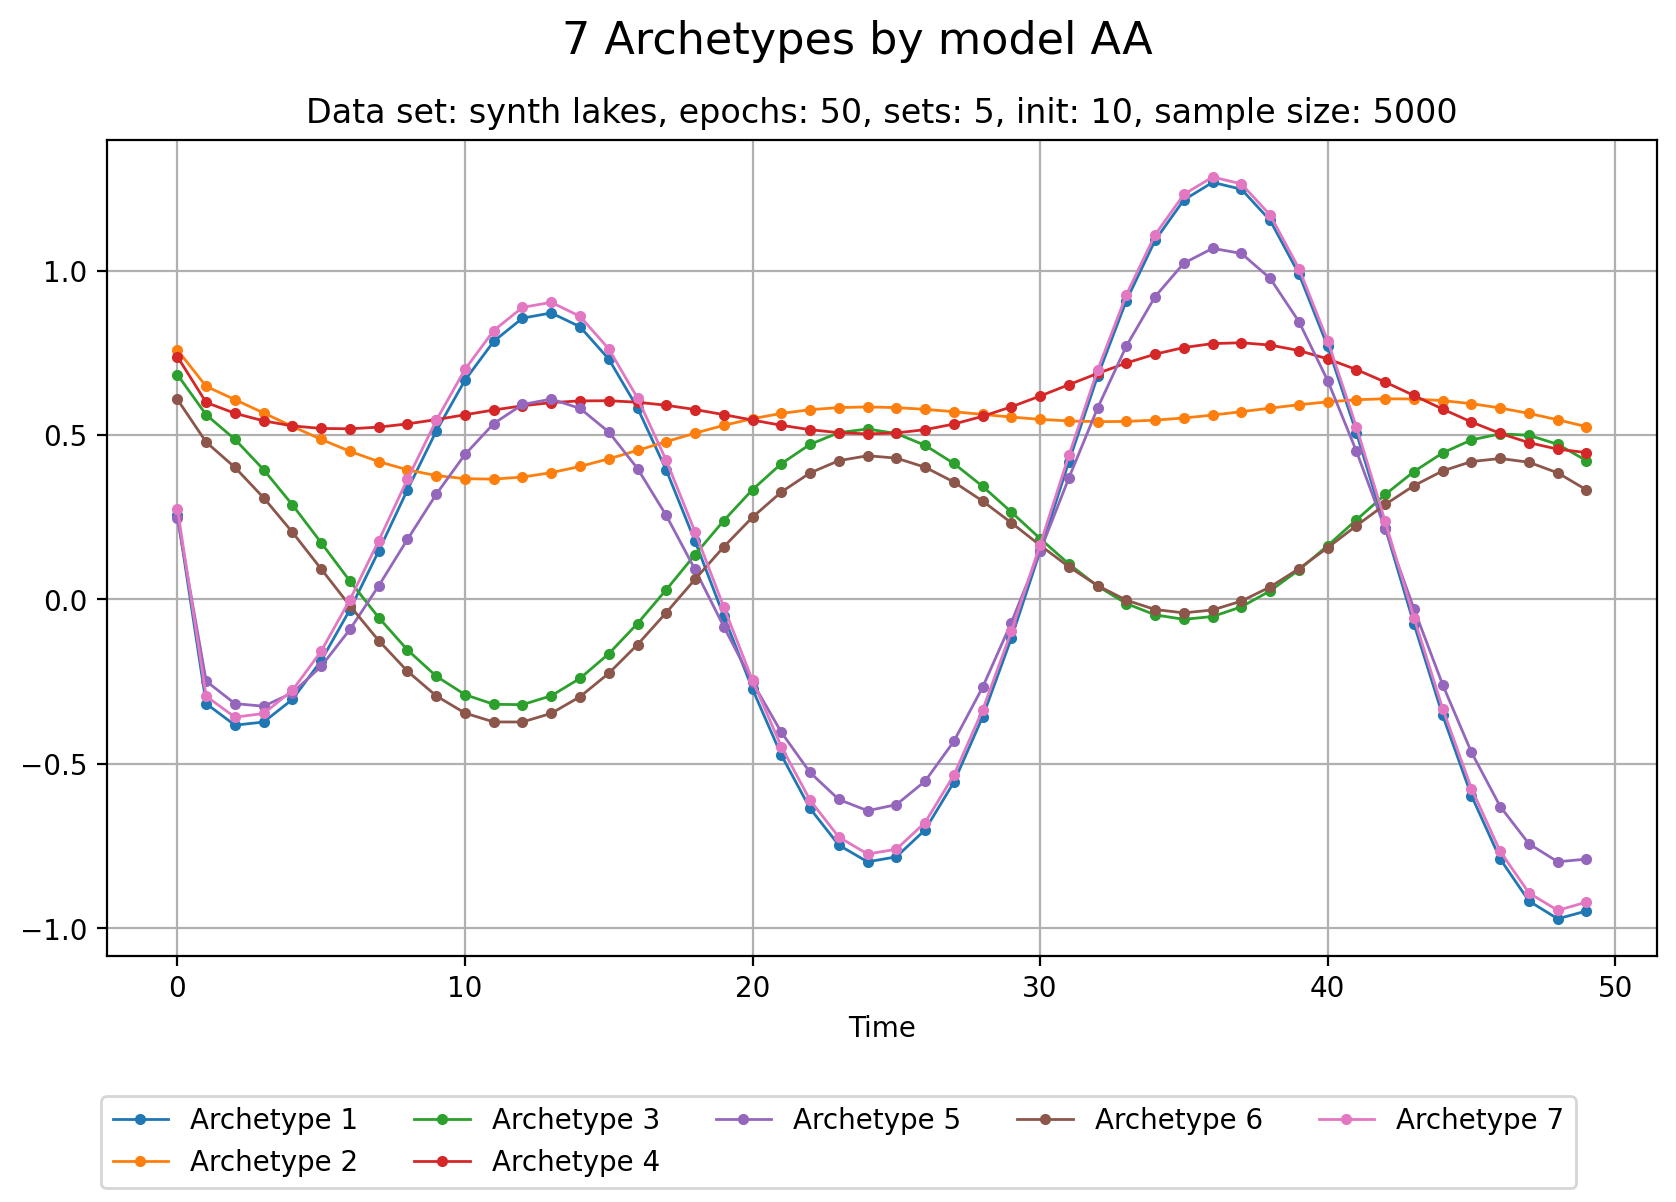 7 Archetypes by model AA
Data set: synth lakes, epochs: 50, sets: 5, init: 10, sample size: 5000
1.0
0.5
0.0
−0.5
−1.0
0 10 20 30 40 50
Time
Archetype 1 Archetype 3 Archetype 5 Archetype 6 Archetype 7
Archetype 2 Archetype 4